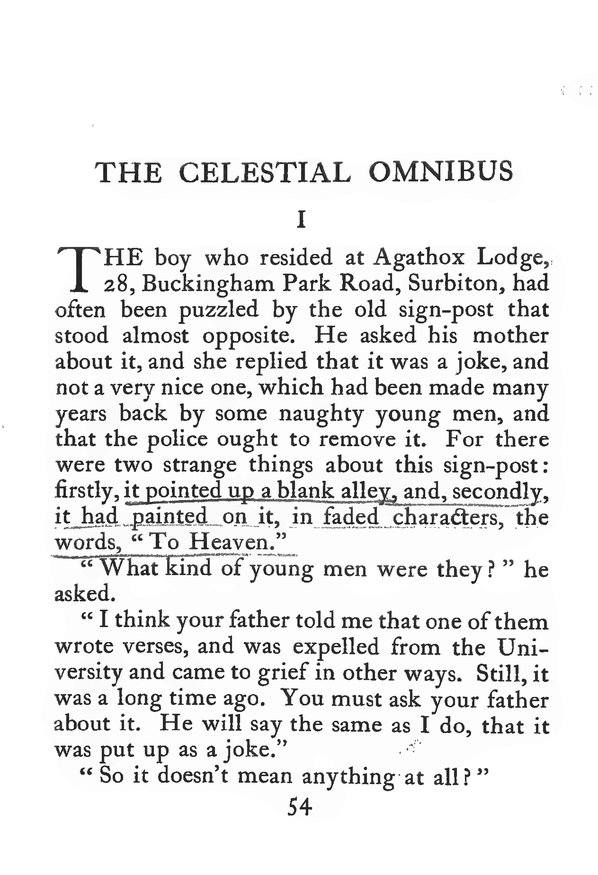 THE CELESTIAL OMNIBUS
I
THE boy who resided at Agathox Lodge,
28, Buckingham Park Road, Surbiton, had
often been puzzled by the old sign-post that
stood almost opposite. He asked his mother
about it, and she replied that it was a joke, and
not a very nice one, which had been made many
years back by some naughty young men, and
that the police ought to remove it. For there
were two strange things about this sign-post:
firstly, it pointed up a blank alley, and, secondly,
it had painted on it, in faded characters, the
words, “To Heaven.”
“What kind of young men were they?” he
asked.
“I think your father told me that one of them
wrote verses, and was expelled from the Uni-
versity and came to grief in other ways. Still, it
was a long time ago. You must ask your father
about it. He will say the same as I do, that it
was put up as a joke.”
“So it doesn’t mean anything at all?”
54